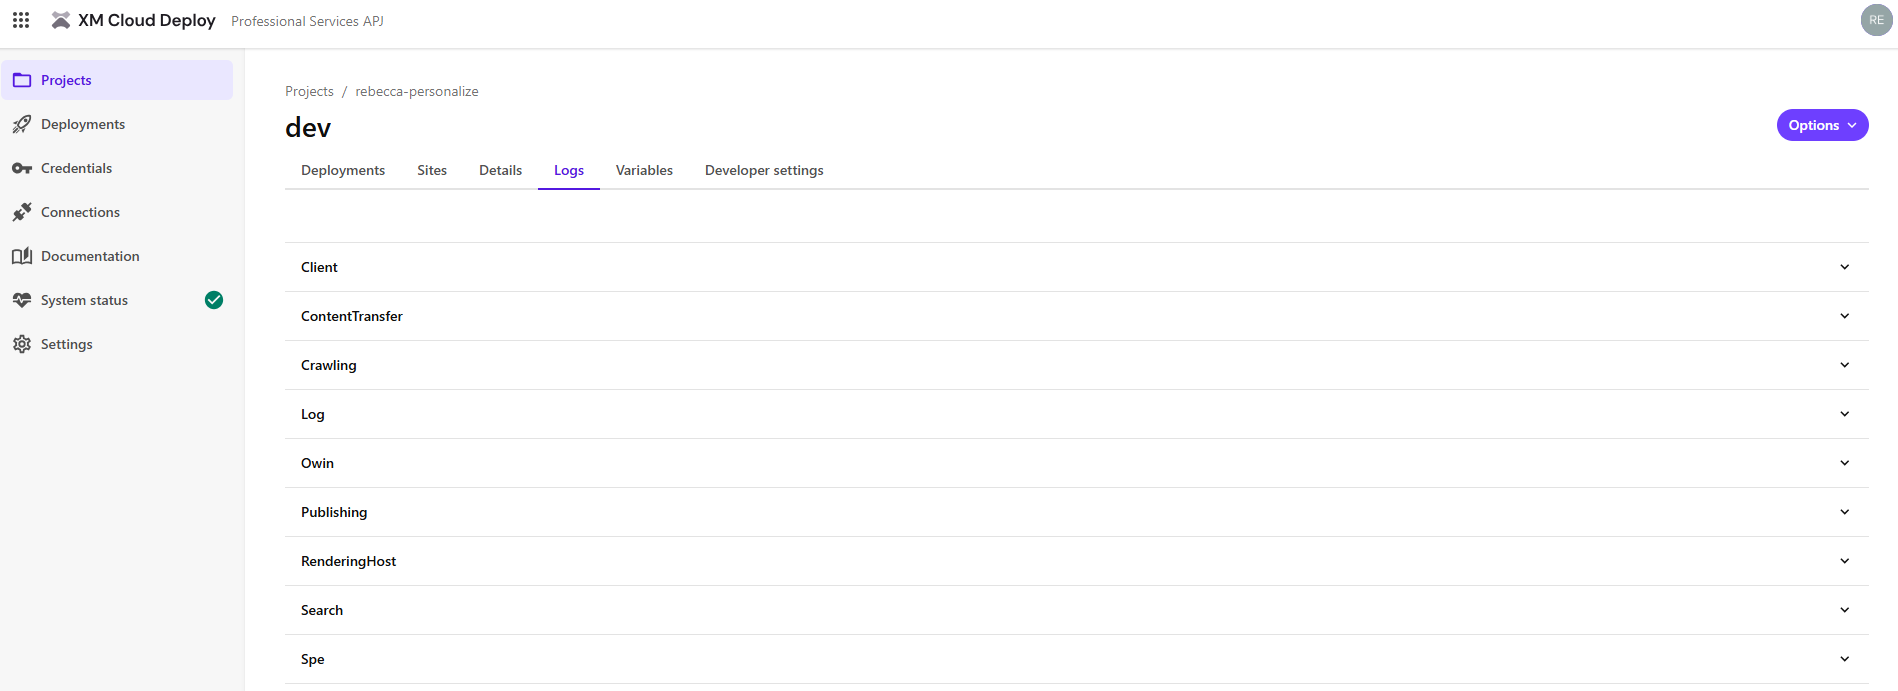 XM Cloud Deploy Professional Services APJ RE
Projects
Deployments
Credentials
Connections
Documentation
System status
Settings
Projects / rebecca-personalize
dev
Options
Deployments Sites Details Logs Variables Developer settings
Client
ContentTransfer
Crawling
Log
Owin
Publishing
RenderingHost
Search
Spe